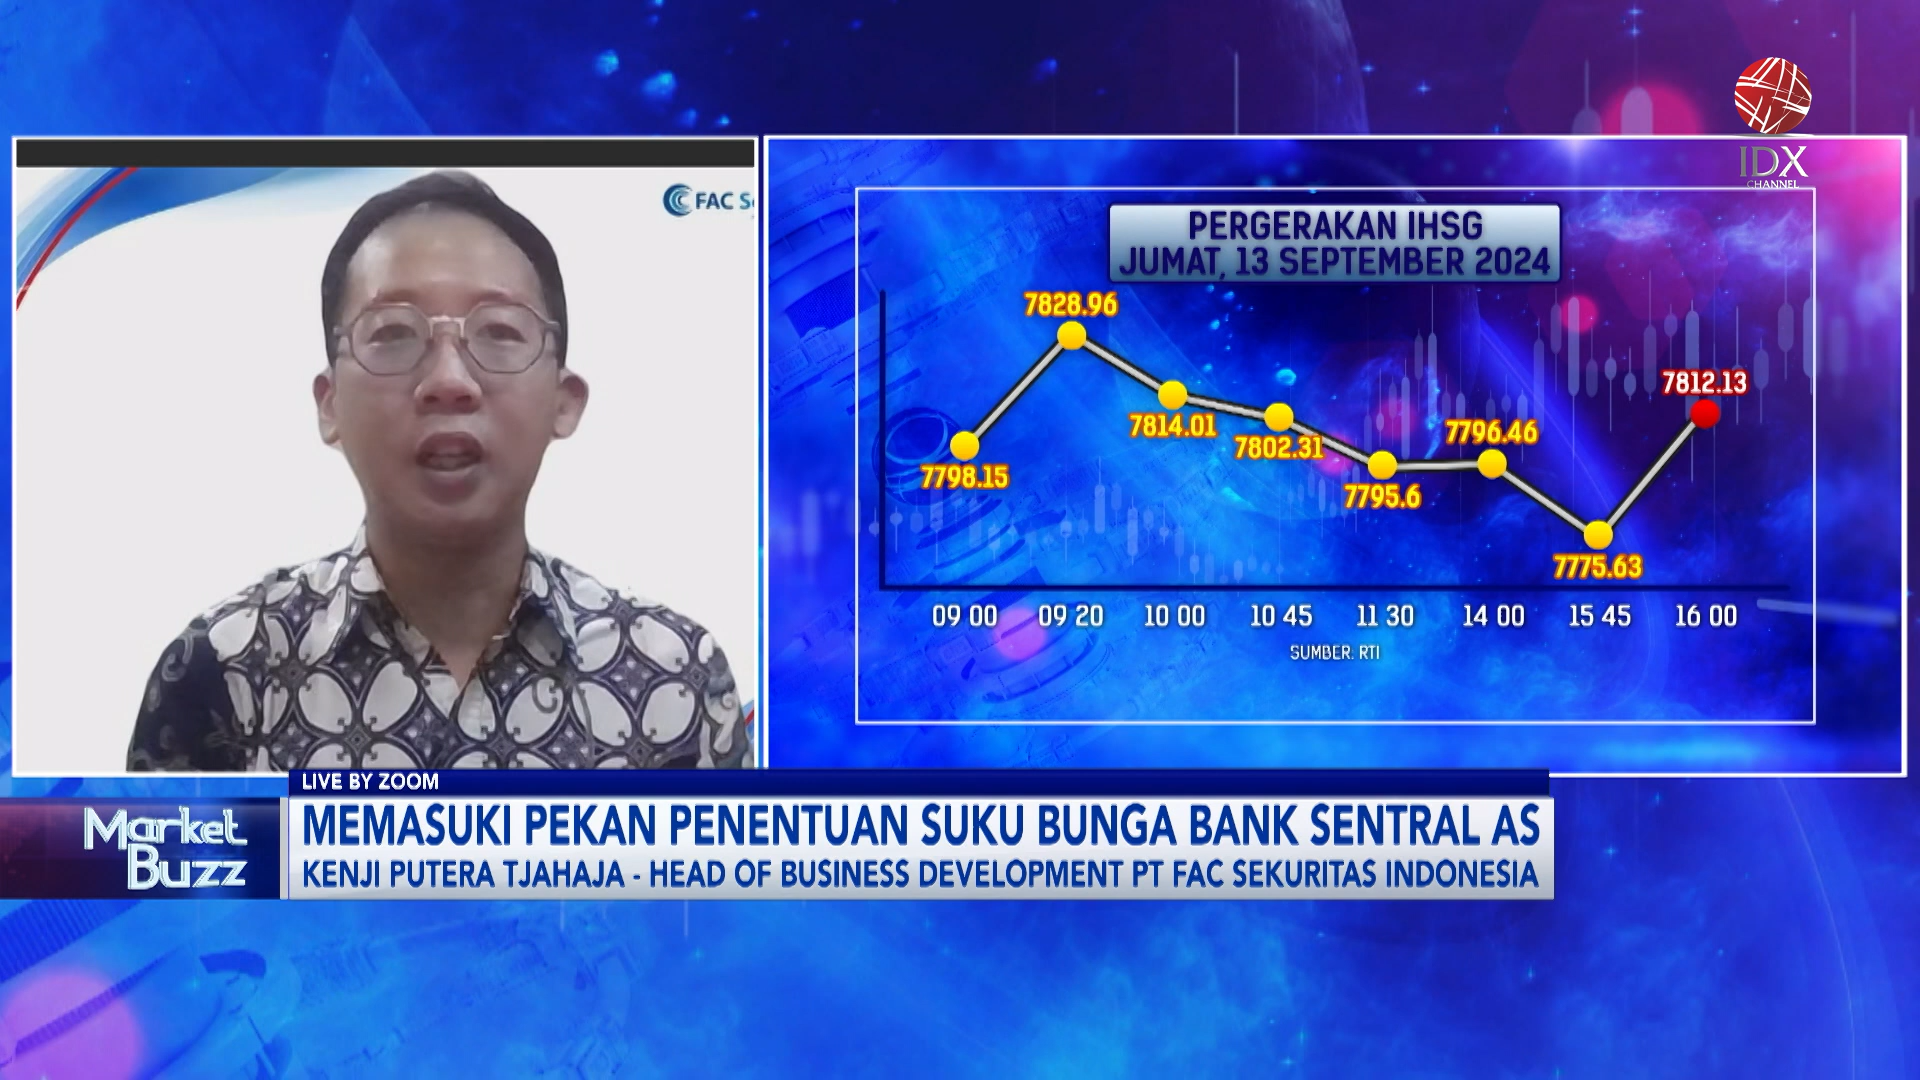 IDX
CHANNEL
FAC
PERGERAKAN IHSG
JUMAT, 13 SEPTEMBER 2024
7828.96
7812.13
7814.01
7796.46
7802.31
7798.15
7795.6
7775.63
09 00 09 20 10 00 10 45 11 30 14 00 15 45 16 00
SUMBER: RTI
LIVE BY ZOOM
Market
Buzz
MEMASUKI PEKAN PENENTUAN SUKU BUNGA BANK SENTRAL AS
KENJI PUTERA TJAHAJA - HEAD OF BUSINESS DEVELOPMENT PT FAC SEKURITAS INDONESIA